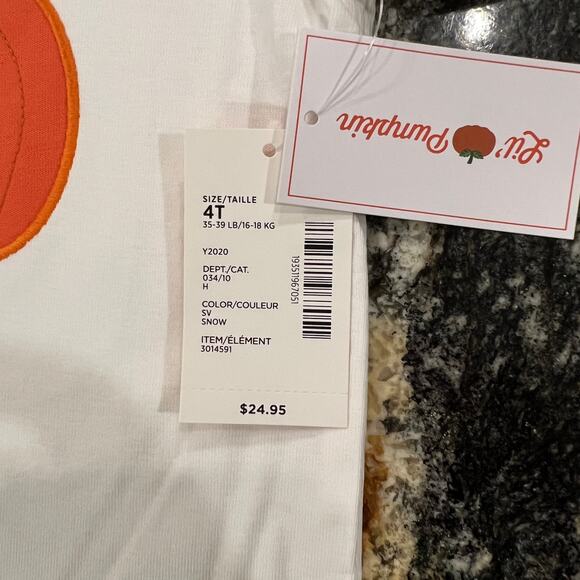 Lil' Pumpkin
SIZE/TAILLE
4T
35-39 LB/16-18 KG
Y2020
DEPT./CAT.
034/10
H
COLOR/COULEUR
SV
SNOW
ITEM/ÉLÉMENT
3014591
193511967051
$24.95